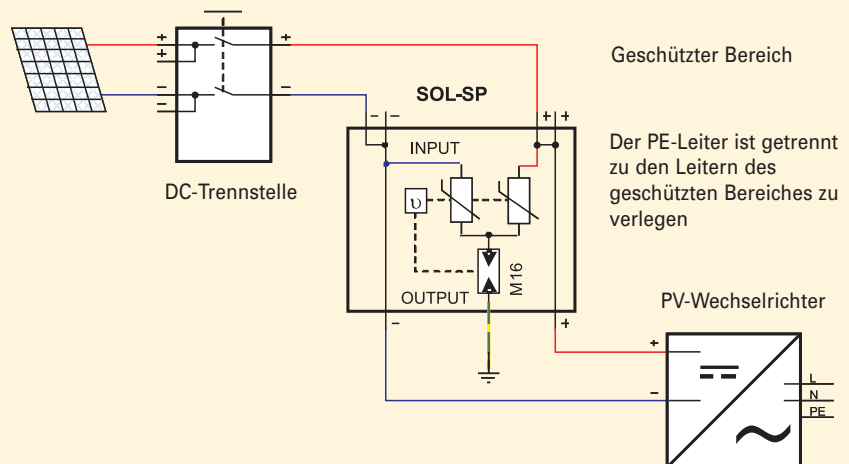 Geschützter Bereich
+
+
+
SOL-SP
−
−
−
−
−
+ +
INPUT
Der PE-Leiter ist getrennt
zu den Leitern des
geschützten Bereiches zu
verlegen
DC-Trennstelle
υ
M16
OUTPUT
PV-Wechselrichter
−
+
+
L
−
N
PE